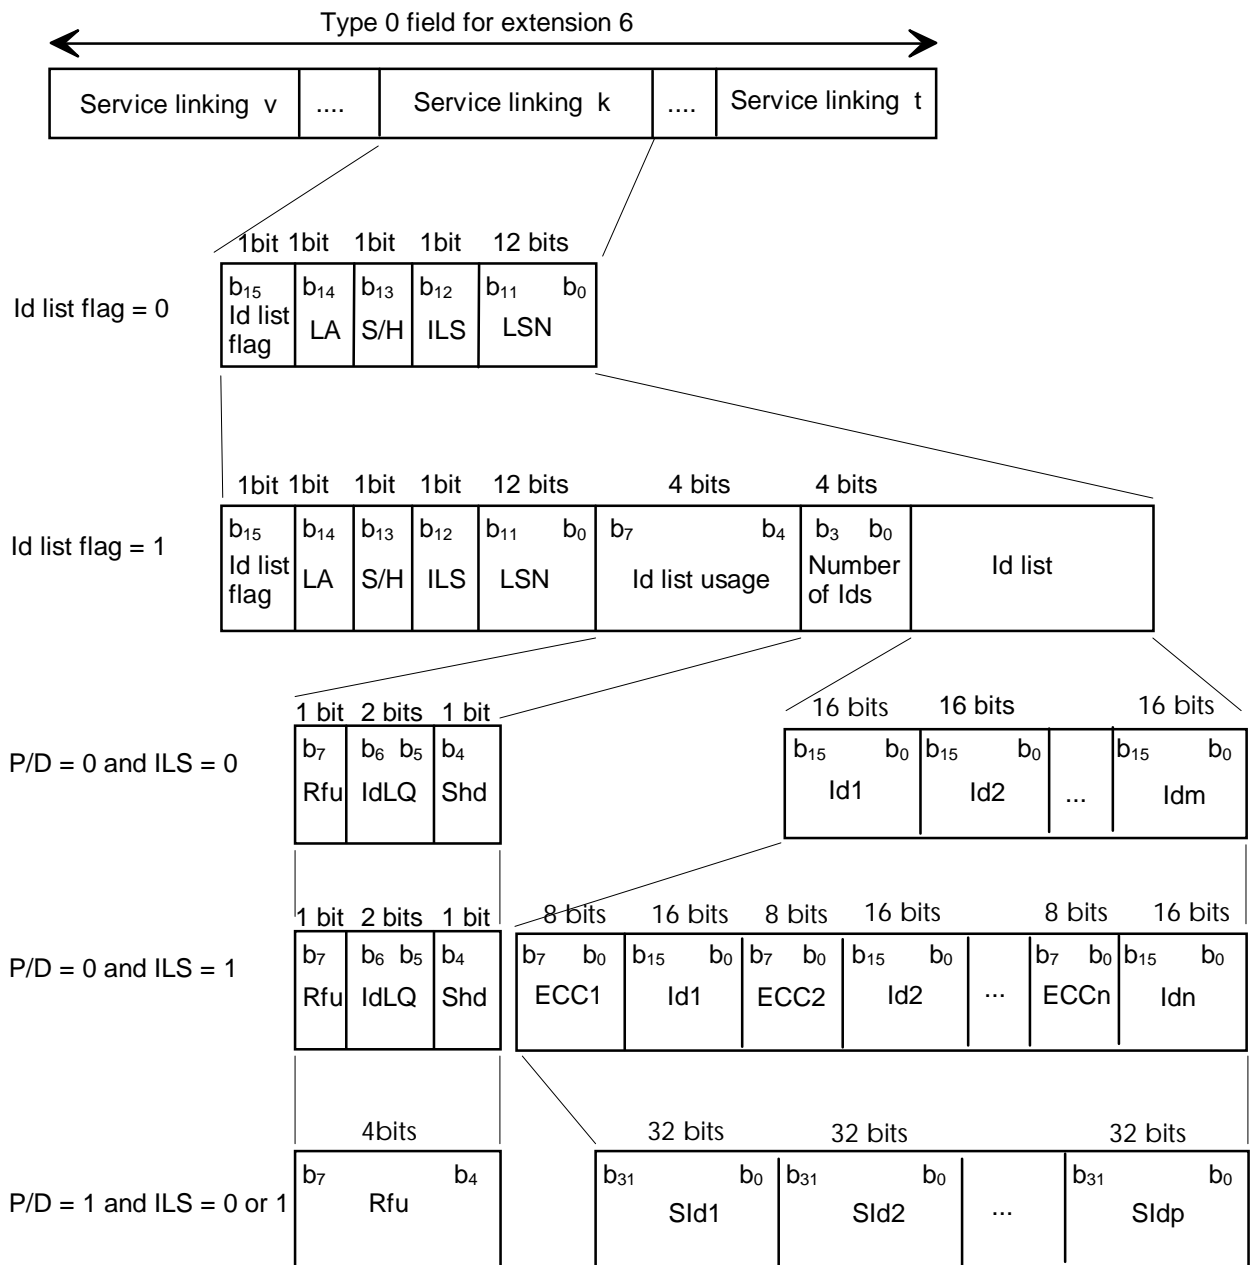 Type 0 field for extension 6
Service linking v .... Service linking k .... Service linking t
1bit 1bit 1bit 1bit 12 bits
Id list flag = 0
b15 b14 b13 b12 b11 b0
Id list flag LA S/H ILS LSN
1bit 1bit 1bit 1bit 12 bits 4 bits 4 bits
Id list flag = 1
b15 b14 b13 b12 b11 b0 b7 b4 b3 b0
Id list flag LA S/H ILS LSN Id list usage Number of Ids Id list
1 bit 2 bits 1 bit 16 bits 16 bits 16 bits
P/D = 0 and ILS = 0
b7 b6 b5 b4 b15 b0 b15 b0 b15 b0
Rfu IdLQ Shd Id1 Id2 ... Idm
1 bit 2 bits 1 bit 8 bits 16 bits 8 bits 16 bits 8 bits 16 bits
P/D = 0 and ILS = 1
b7 b6 b5 b4 b7 b0 b15 b0 b7 b0 b15 b0 b7 b0 b15 b0
Rfu IdLQ Shd ECC1 Id1 ECC2 Id2 ... ECCn Idn
4bits 32 bits 32 bits 32 bits
P/D = 1 and ILS = 0 or 1
b7 b4 b31 b0 b31 b0 b31 b0
Rfu SId1 SId2 ... SIdp